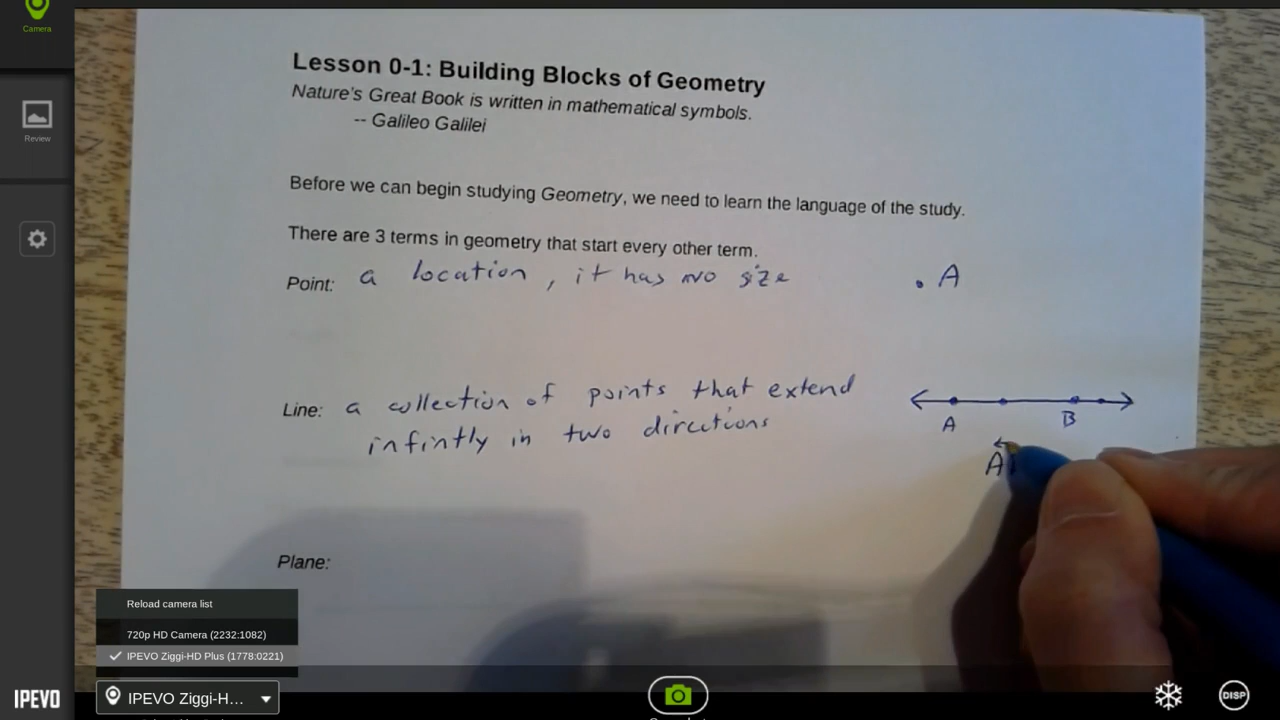 Camera
Review
Lesson 0-1: Building Blocks of Geometry
Nature's Great Book is written in mathematical symbols.
-- Galileo Galilei
Before we can begin studying Geometry, we need to learn the language of the study.
There are 3 terms in geometry that start every other term.
Point: a location, it has no size
. A
Line: a collection of points that extend
infintly in two directions
A B
A
Plane:
Reload camera list
720p HD Camera (2232:1082)
IPEVO Ziggi-HD Plus (1778:0221)
IPEVO
IPEVO Ziggi-H...
DISP